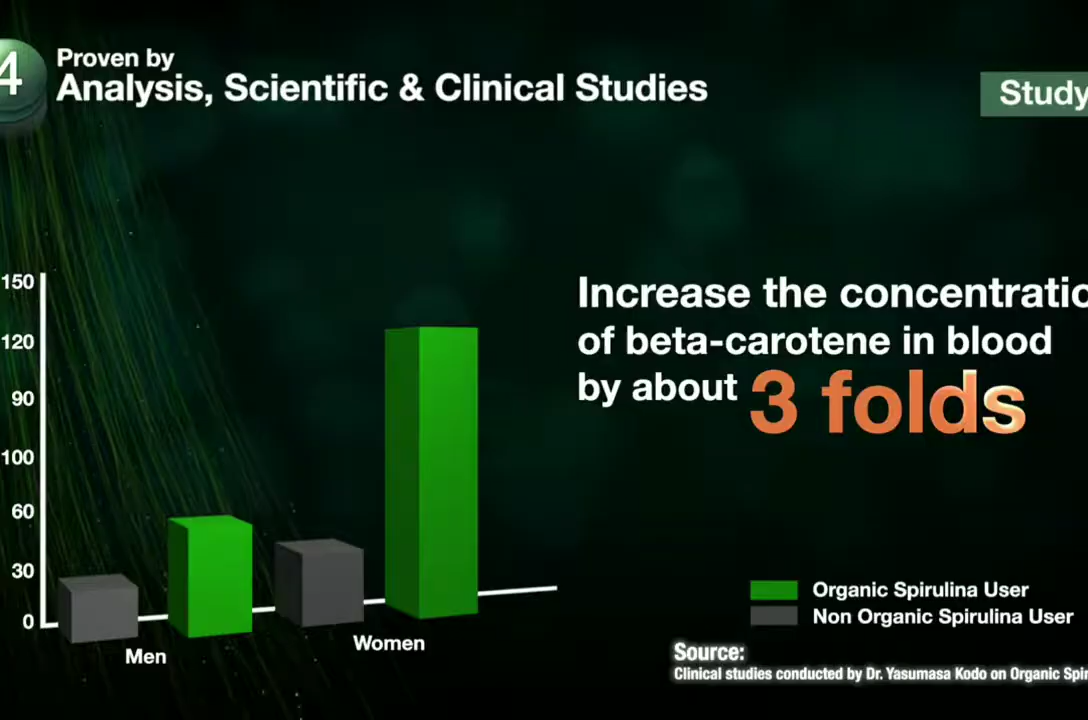 4
Proven by
Analysis, Scientific & Clinical Studies
Study
150
120
90
100
60
30
0
Men
Women
Increase the concentratio
of beta-carotene in blood
by about 3 folds
Organic Spirulina User
Non Organic Spirulina User
Source:
Clinical studies conducted by Dr. Yasumasa Kodo on Organic Spir